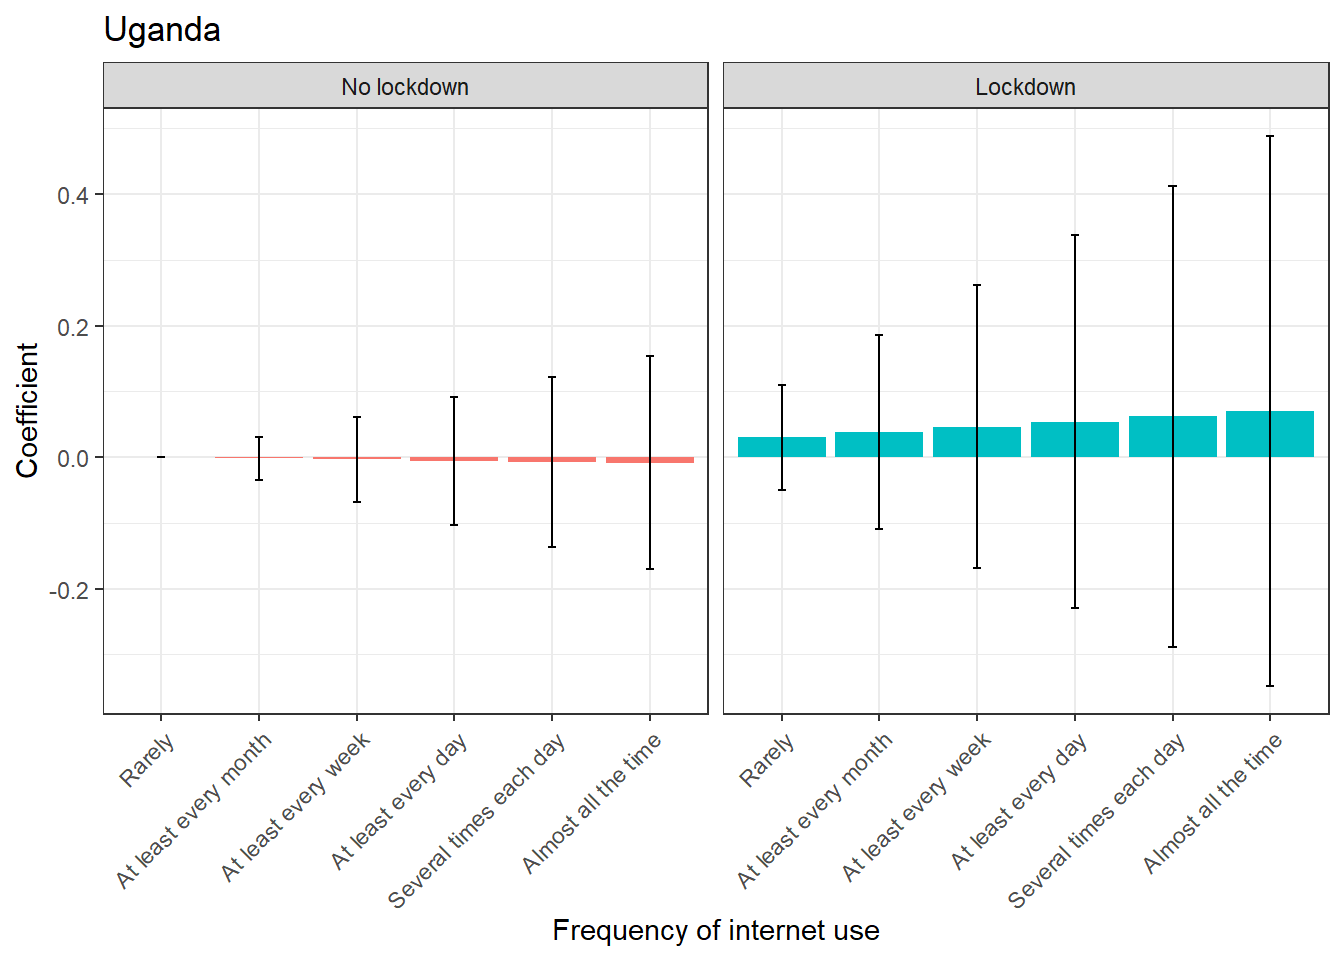 Uganda
No lockdown
Lockdown
Coefficient
0.4
0.2
0.0
-0.2
Rarely
At least every month
At least every week
At least every day
Several times each day
Almost all the time
Rarely
At least every month
At least every week
At least every day
Several times each day
Almost all the time
Frequency of internet use